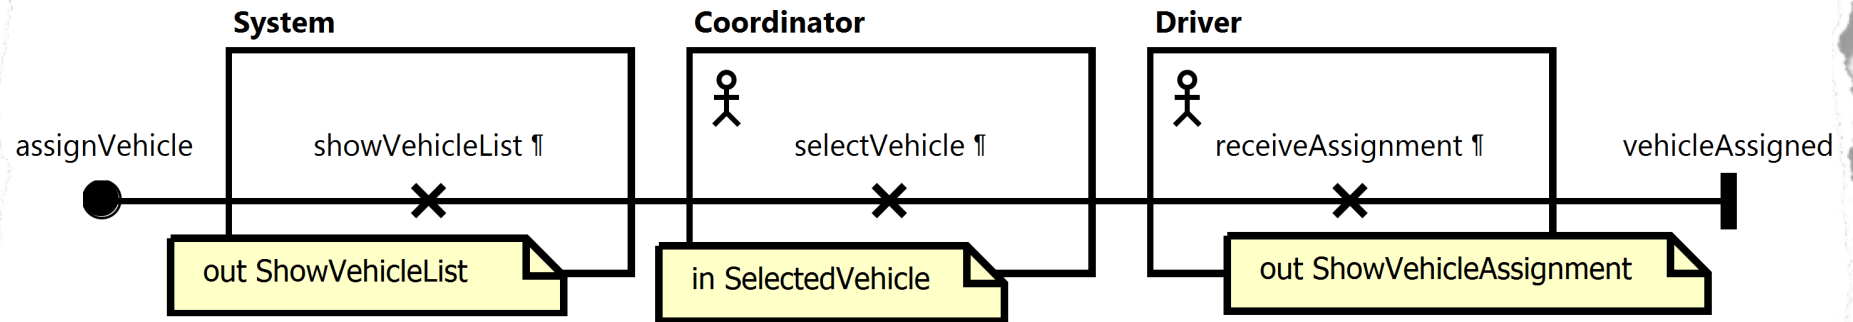 System
Coordinator
Driver
assignVehicle
showVehicleList ¶
selectVehicle ¶
receiveAssignment ¶
vehicleAssigned
out ShowVehicleList
in SelectedVehicle
out ShowVehicleAssignment